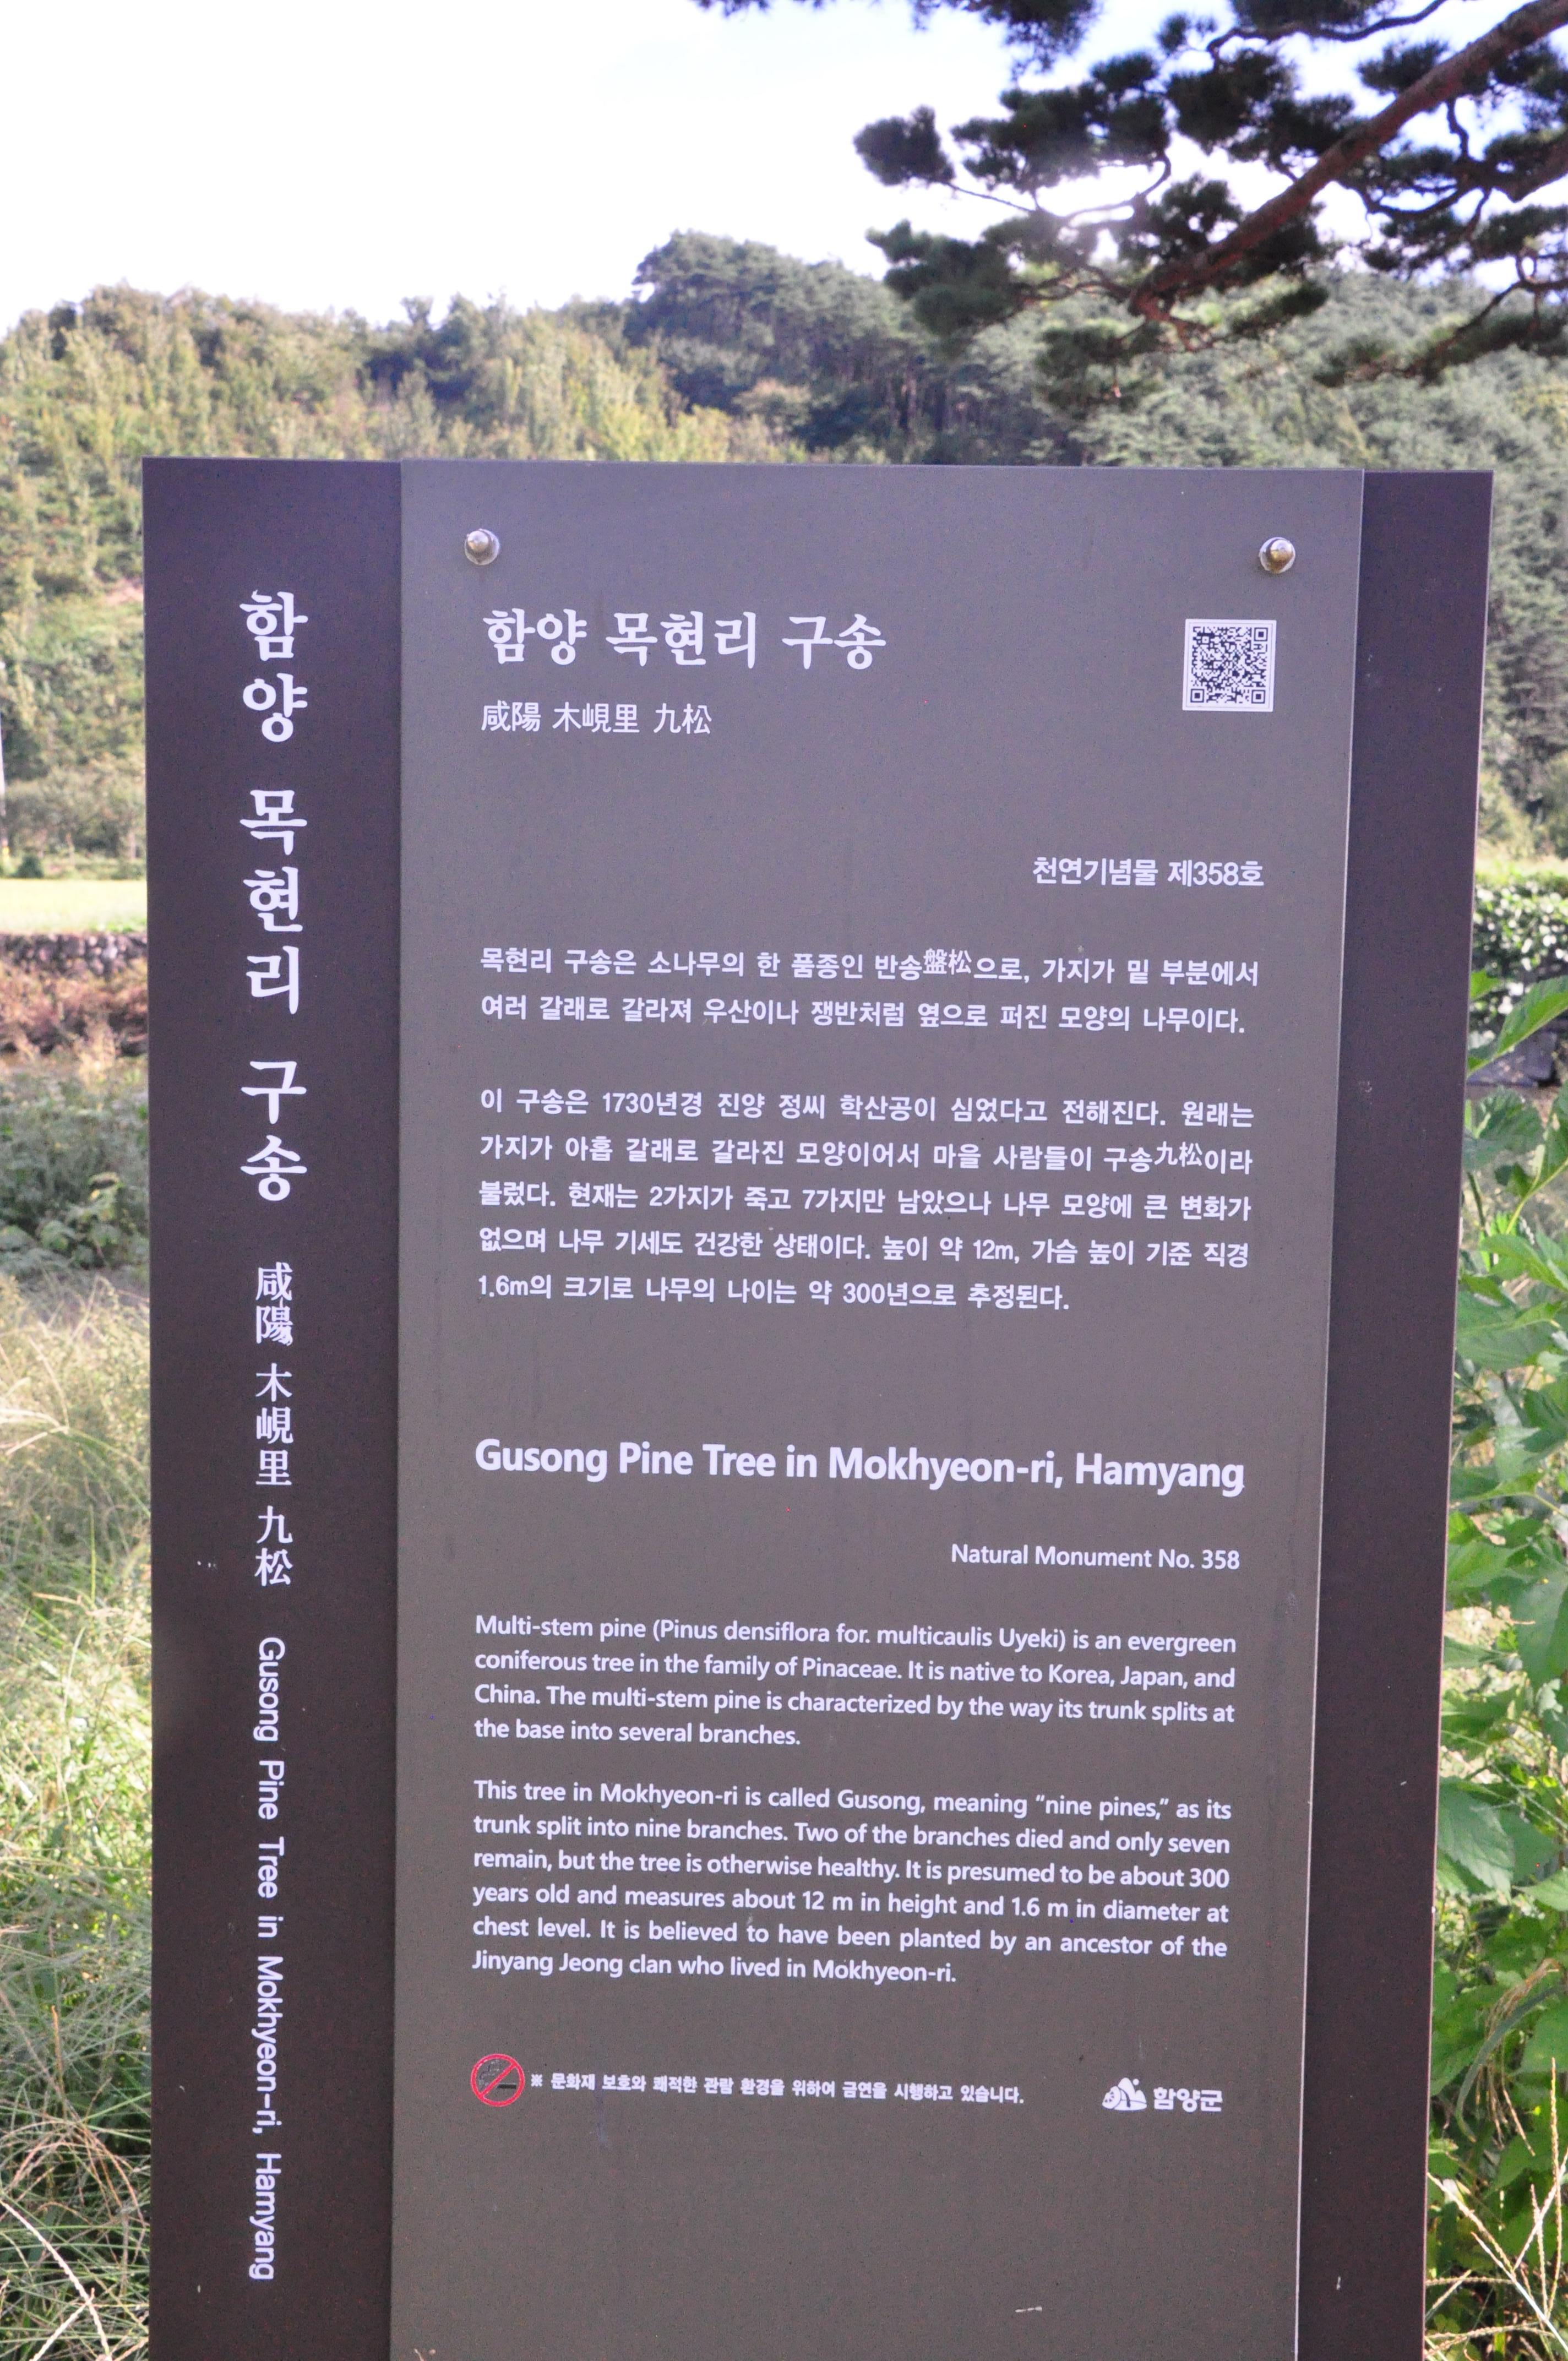 함양 목현리 구송 咸陽 木峴里 九松 Gusong Pine Tree in Mokhyeon-ri, Hamyang
함양 목현리 구송
咸陽 木峴里 九松
천연기념물 제358호
목현리 구송은 소나무의 한 품종인 반송盤松으로, 가지가 밑 부분에서
여러 갈래로 갈라져 우산이나 쟁반처럼 옆으로 퍼진 모양의 나무이다.
이 구송은 1730년경 진양 정씨 학산공이 심었다고 전해진다. 원래는
가지가 아홉 갈래로 갈라진 모양이어서 마을 사람들이 구송九松이라
불렀다. 현재는 2가지가 죽고 7가지만 남았으나 나무 모양에 큰 변화가
없으며 나무 기세도 건강한 상태이다. 높이 약 12m, 가슴 높이 기준 직경
1.6m의 크기로 나무의 나이는 약 300년으로 추정된다.
Gusong Pine Tree in Mokhyeon-ri, Hamyang
Natural Monument No. 358
Multi-stem pine (Pinus densiflora for. multicaulis Uyeki) is an evergreen
coniferous tree in the family of Pinaceae. It is native to Korea, Japan, and
China. The multi-stem pine is characterized by the way its trunk splits at
the base into several branches.
This tree in Mokhyeon-ri is called Gusong, meaning “nine pines,” as its
trunk split into nine branches. Two of the branches died and only seven
remain, but the tree is otherwise healthy. It is presumed to be about 300
years old and measures about 12 m in height and 1.6 m in diameter at
chest level. It is believed to have been planted by an ancestor of the
Jinyang Jeong clan who lived in Mokhyeon-ri.
※ 문화재 보호와 쾌적한 관람 환경을 위하여 금연을 시행하고 있습니다.
함양군